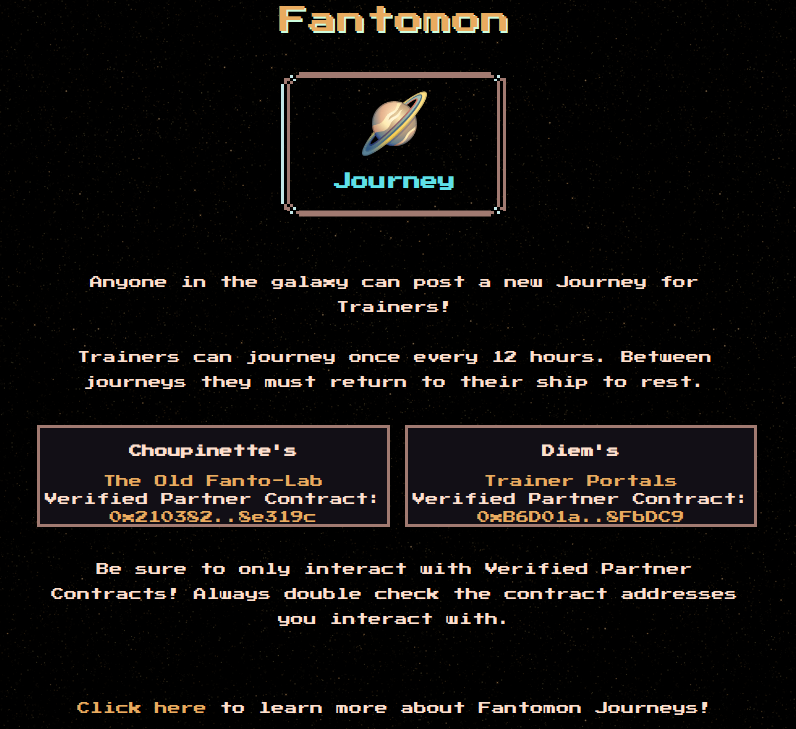 Fantomon
Journey
Anyone in the galaxy can post a new Journey for
Trainers!
Trainers can journey once every 12 hours. Between
journeys they must return to their ship to rest.
Choupinette's
The Old Fanto-Lab
Verified Partner Contract:
0x210382..8e319c
Diem's
Trainer Portals
Verified Partner Contract:
0xB6D01a..8FbDC9
Be sure to only interact with Verified Partner
Contracts! Always double check the contract addresses
you interact with.
Click here to learn more about Fantomon Journeys!